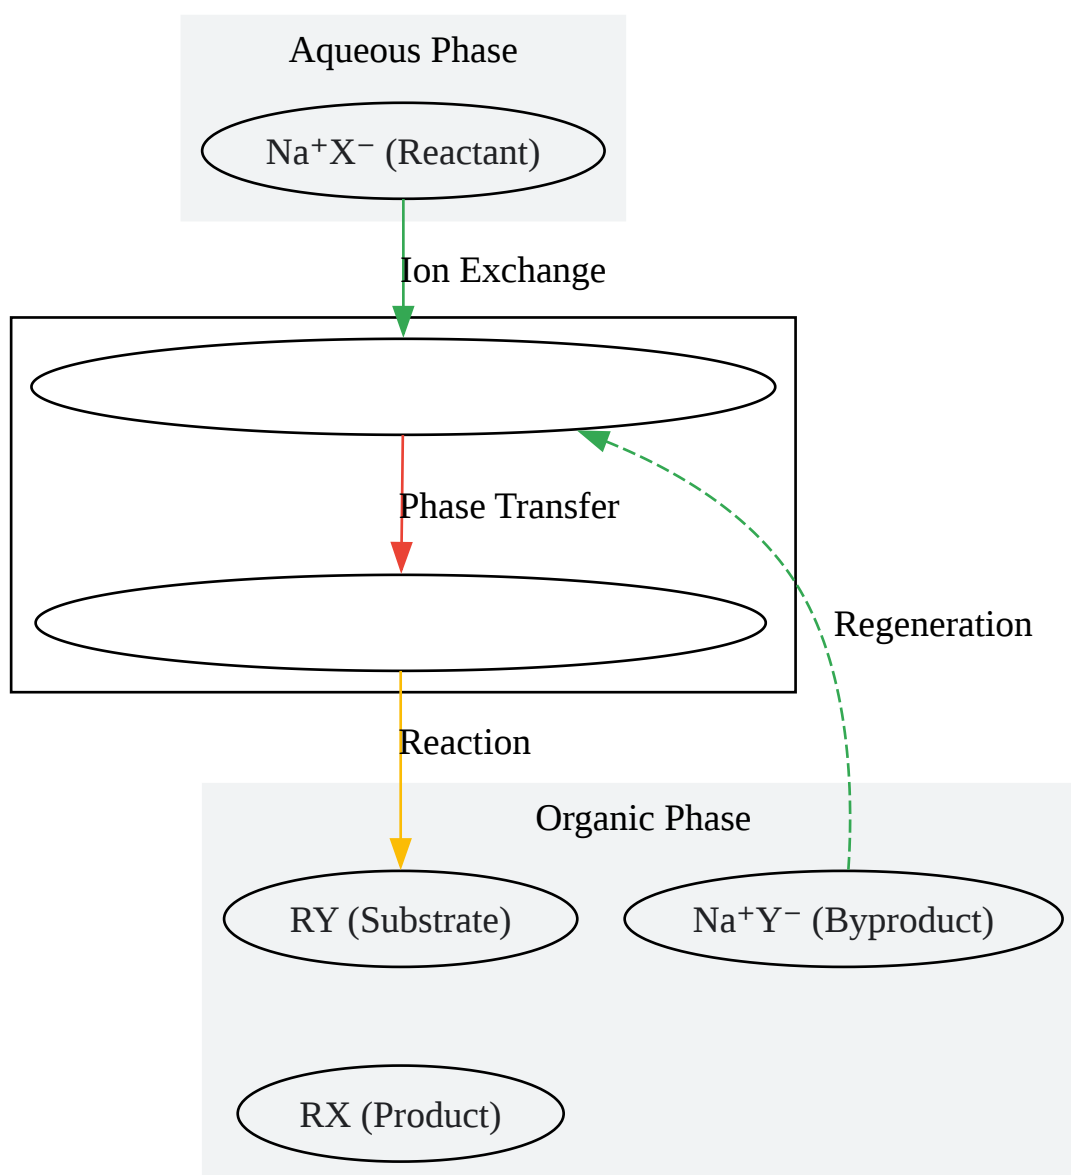 Aqueous Phase
Na⁺X⁻ (Reactant)
Ion Exchange
Phase Transfer
Regeneration
Reaction
Organic Phase
RY (Substrate)
Na⁺Y⁻ (Byproduct)
RX (Product)